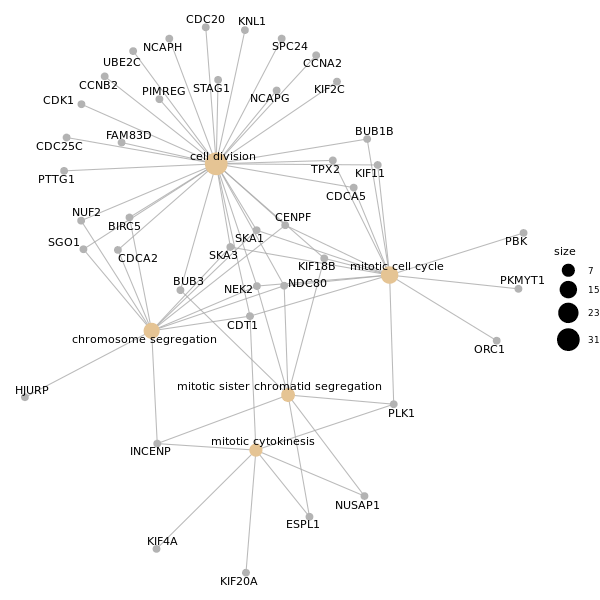 CDC20
KNL1
NCAPH
SPC24
UBE2C
CCNA2
CCNB2
PIMREG
STAG1
NCAPG
KIF2C
CDK1
FAM83D
BUB1B
CDC25C
cell division
TPX2
KIF11
PTTG1
CDCA5
NUF2
BIRC5
CENPF
SGO1
SKA1
PBK
CDCA2
SKA3
size
KIF18B
mitotic cell cycle
7
BUB3
NEK2
NDC80
PKMYT1
15
CDT1
23
chromosome segregation
31
ORC1
mitotic sister chromatid segregation
HJURP
PLK1
mitotic cytokinesis
INCENP
NUSAP1
ESPL1
KIF4A
KIF20A